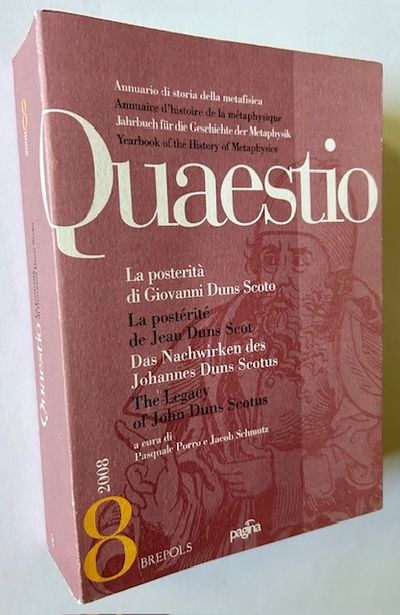 Annuario di storia della metafisica
Annuaire d'histoire de la métaphysique
Jahrbuch für die Geschichte der Metaphysik
Yearbook of the History of Metaphysics
Quaestio
La posterità
di Giovanni Duns Scoto
La postérité
de Jean Duns Scot
Das Nachwirken des
Johannes Duns Scotus
The Legacy
of John Duns Scotus
a cura di
Pasquale Porro e Jacob Schmutz
8
2008
BREPOLS
pagina
Quaestio